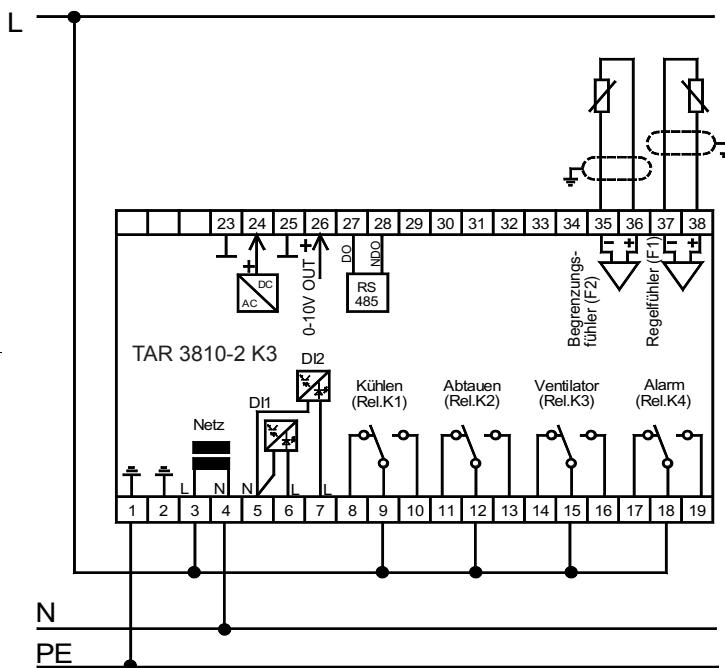 L
23 24 25 26 27 28 29 30 31 32 33 34 35 36 37 38
+
+
DO
NDO
- +
- +
DC
AC
0-10V OUT
RS
485
Begrenzungs-
fühler (F2)
Regelfühler (F1)
TAR 3810-2 K3
DI2
DI1
Netz
Kühlen
(Rel.K1)
Abtauen
(Rel.K2)
Ventilator
(Rel.K3)
Alarm
(Rel.K4)
L N N L L
1 2 3 4 5 6 7 8 9 10 11 12 13 14 15 16 17 18 19
N
PE